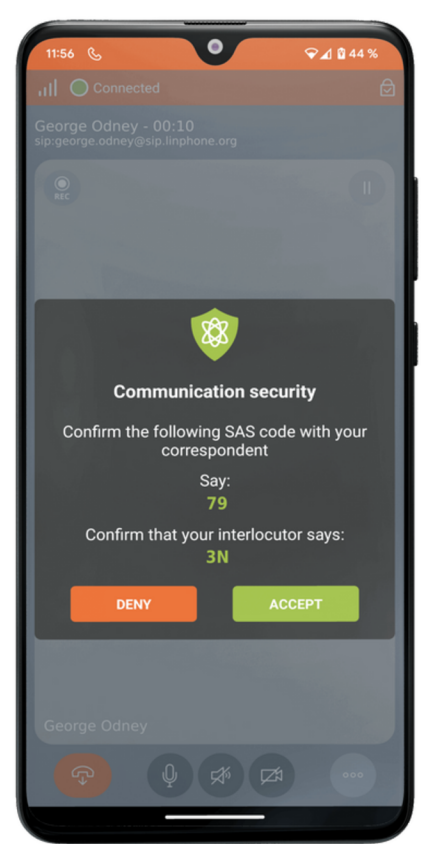 11:56 44 %
Connected
George Odney - 00:10
sip:george.odney@sip.linphone.org
REC
Communication security
Confirm the following SAS code with your
correspondent
Say:
79
Confirm that your interlocutor says:
3N
DENY ACCEPT
George Odney